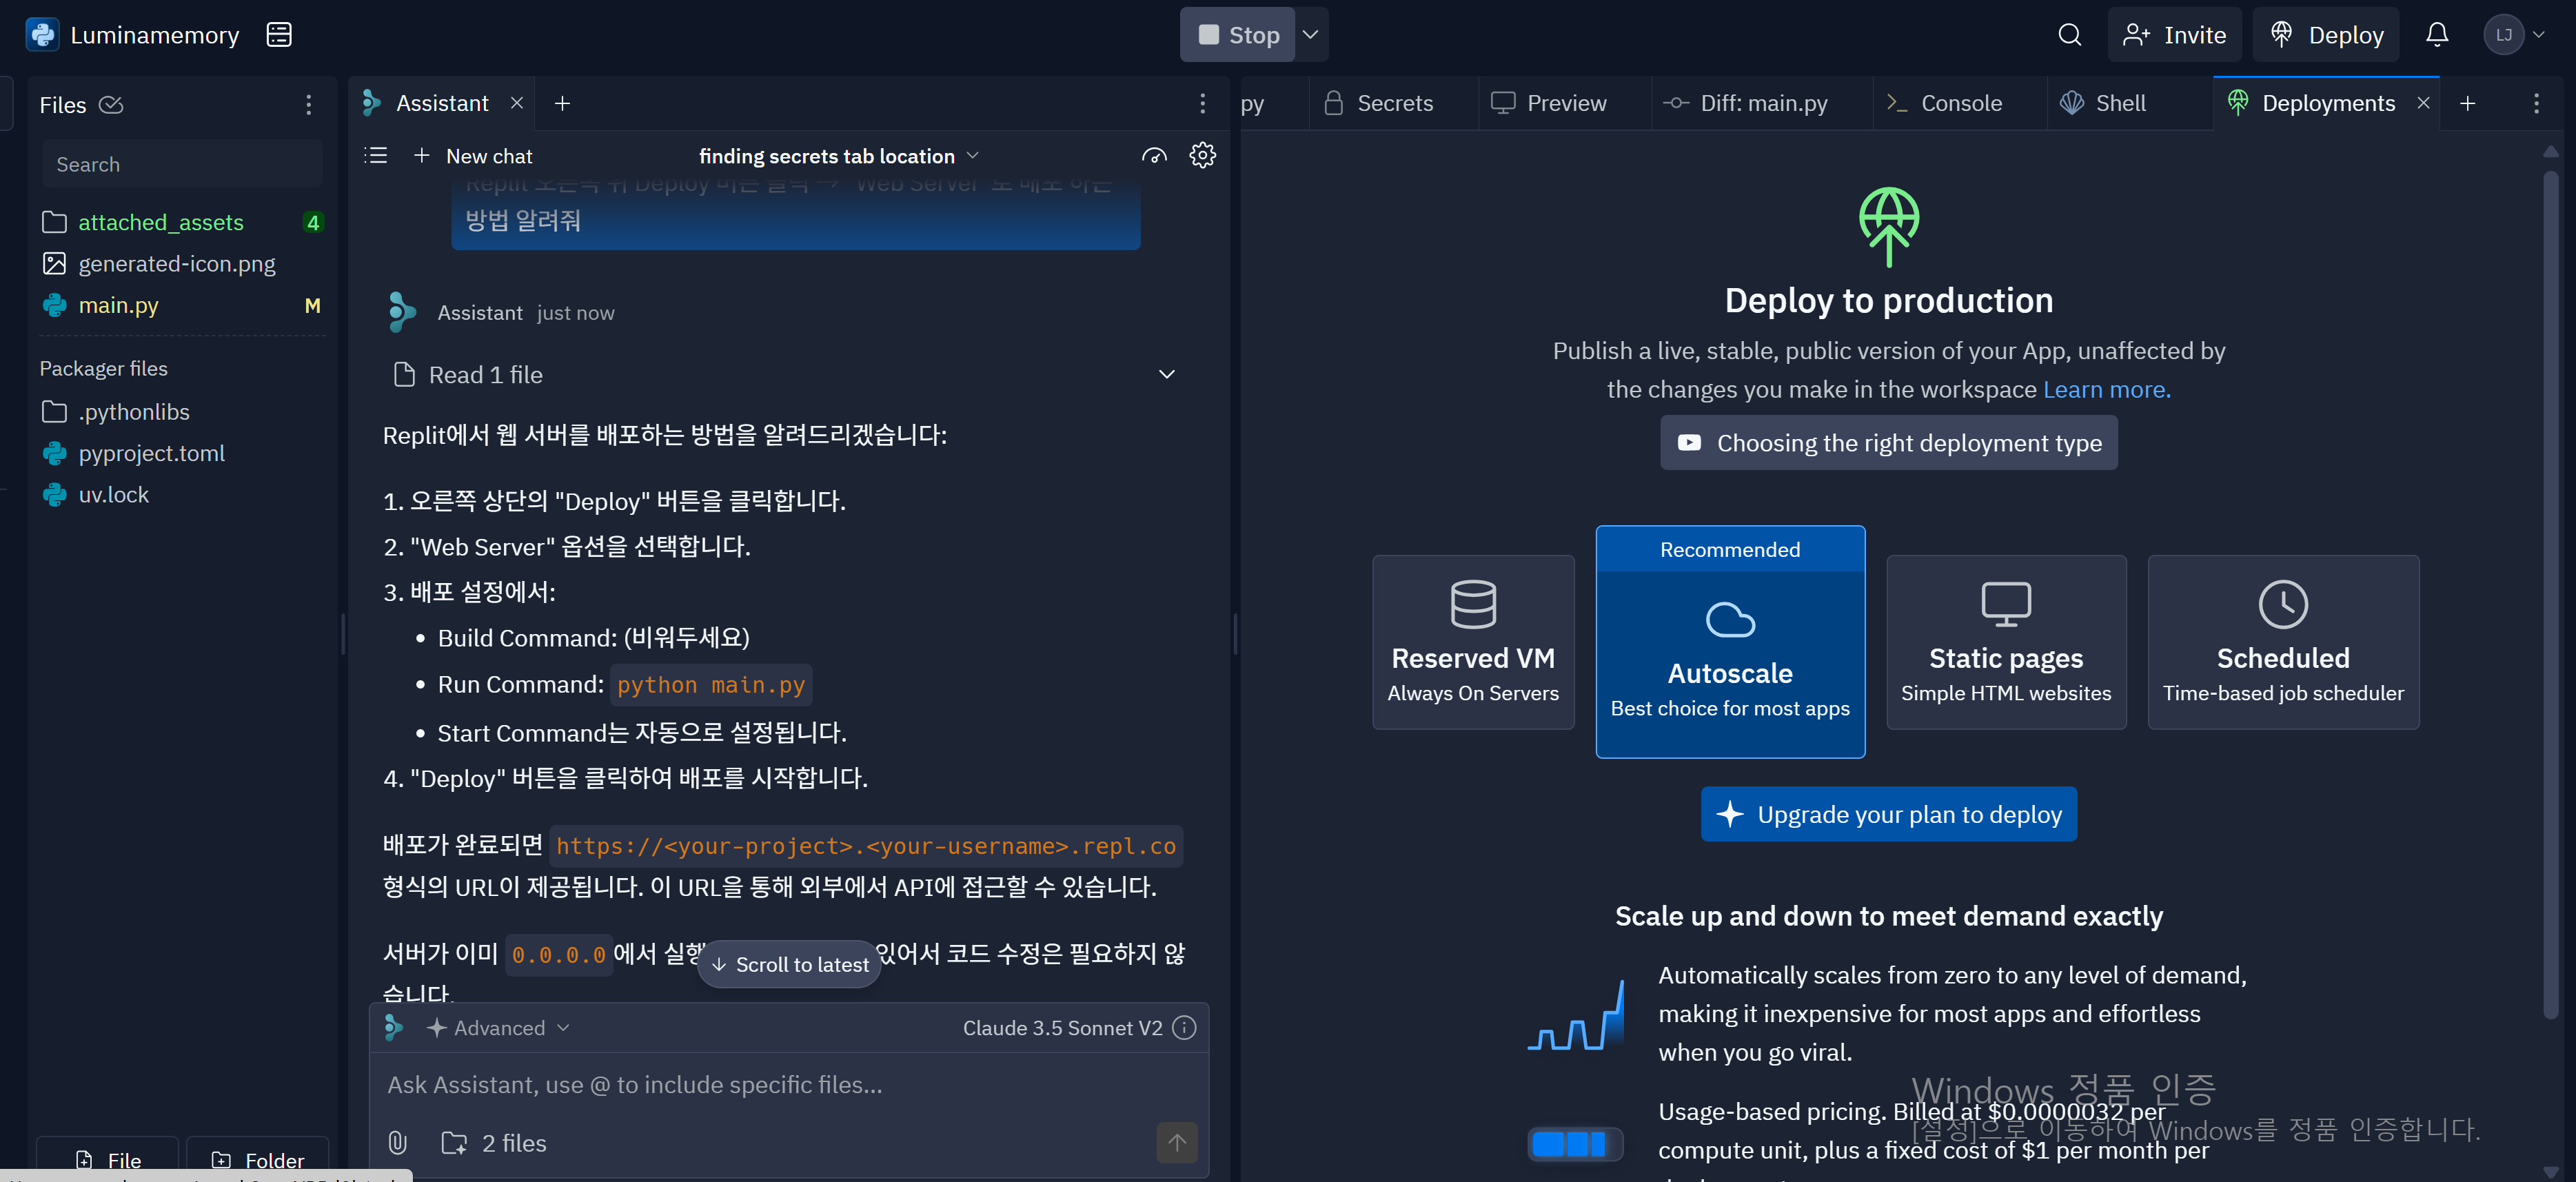 Luminamemory
Stop
Invite
Deploy
LJ
Files
Search
attached_assets
4
generated-icon.png
main.py
M
Packager files
.pythonlibs
pyproject.toml
uv.lock
File
Folder
Assistant
New chat
finding secrets tab location
Replit 오른쪽 위 Deploy 버튼 클릭 → "Web Server"로 배포 하는
방법 알려줘
Assistant just now
Read 1 file
Replit에서 웹 서버를 배포하는 방법을 알려드리겠습니다:
1. 오른쪽 상단의 "Deploy" 버튼을 클릭합니다.
2. "Web Server" 옵션을 선택합니다.
3. 배포 설정에서:
• Build Command: (비워두세요)
• Run Command: python main.py
• Start Command는 자동으로 설정됩니다.
4. "Deploy" 버튼을 클릭하여 배포를 시작합니다.
배포가 완료되면 https://<your-project>.<your-username>.repl.co
형식의 URL이 제공됩니다. 이 URL을 통해 외부에서 API에 접근할 수 있습니다.
서버가 이미 0.0.0.0에서 실행 있어서 코드 수정은 필요하지 않
습니다.
Scroll to latest
Advanced
Claude 3.5 Sonnet V2
Ask Assistant, use @ to include specific files...
2 files
py
Secrets
Preview
Diff: main.py
Console
Shell
Deployments
Deploy to production
Publish a live, stable, public version of your App, unaffected by
the changes you make in the workspace Learn more.
Choosing the right deployment type
Reserved VM
Always On Servers
Recommended
Autoscale
Best choice for most apps
Static pages
Simple HTML websites
Scheduled
Time-based job scheduler
Upgrade your plan to deploy
Scale up and down to meet demand exactly
Automatically scales from zero to any level of demand,
making it inexpensive for most apps and effortless
when you go viral.
Usage-based pricing. Billed at $0.0000032 per
compute unit, plus a fixed cost of $1 per month per
Windows 정품 인증
[설정]으로 이동하여 Windows를 정품 인증합니다.